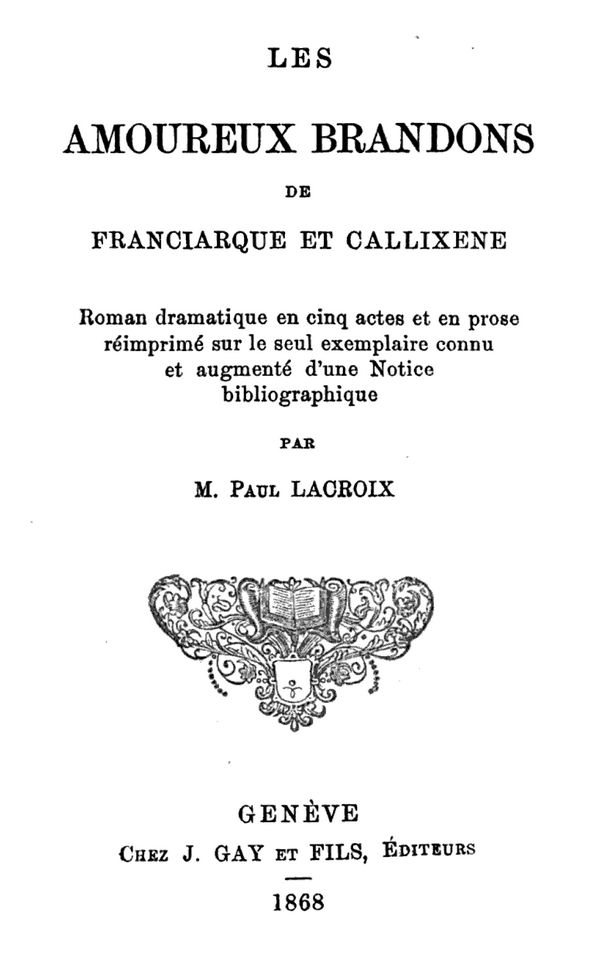 LES
AMOUREUX BRANDONS
DE
FRANCIARQUE ET CALLIXENE
Roman dramatique en cinq actes et en prose
réimprimé sur le seul exemplaire connu
et augmenté d'une Notice
bibliographique
PAR
M. PAUL LACROIX
GENÈVE
CHEZ J. GAY ET FILS, ÉDITEURS
1868